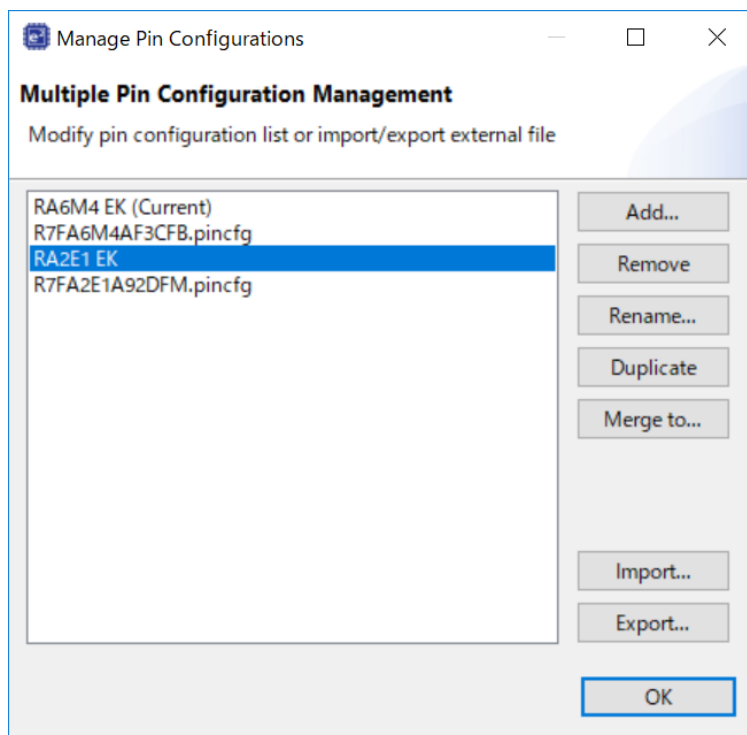 Manage Pin Configurations
Multiple Pin Configuration Management
Modify pin configuration list or import/export external file
RA6M4 EK (Current)
R7FA6M4AF3CFB.pincfg
RA2E1 EK
R7FA2E1A92DFM.pincfg
Add...
Remove
Rename...
Duplicate
Merge to...
Import...
Export...
OK